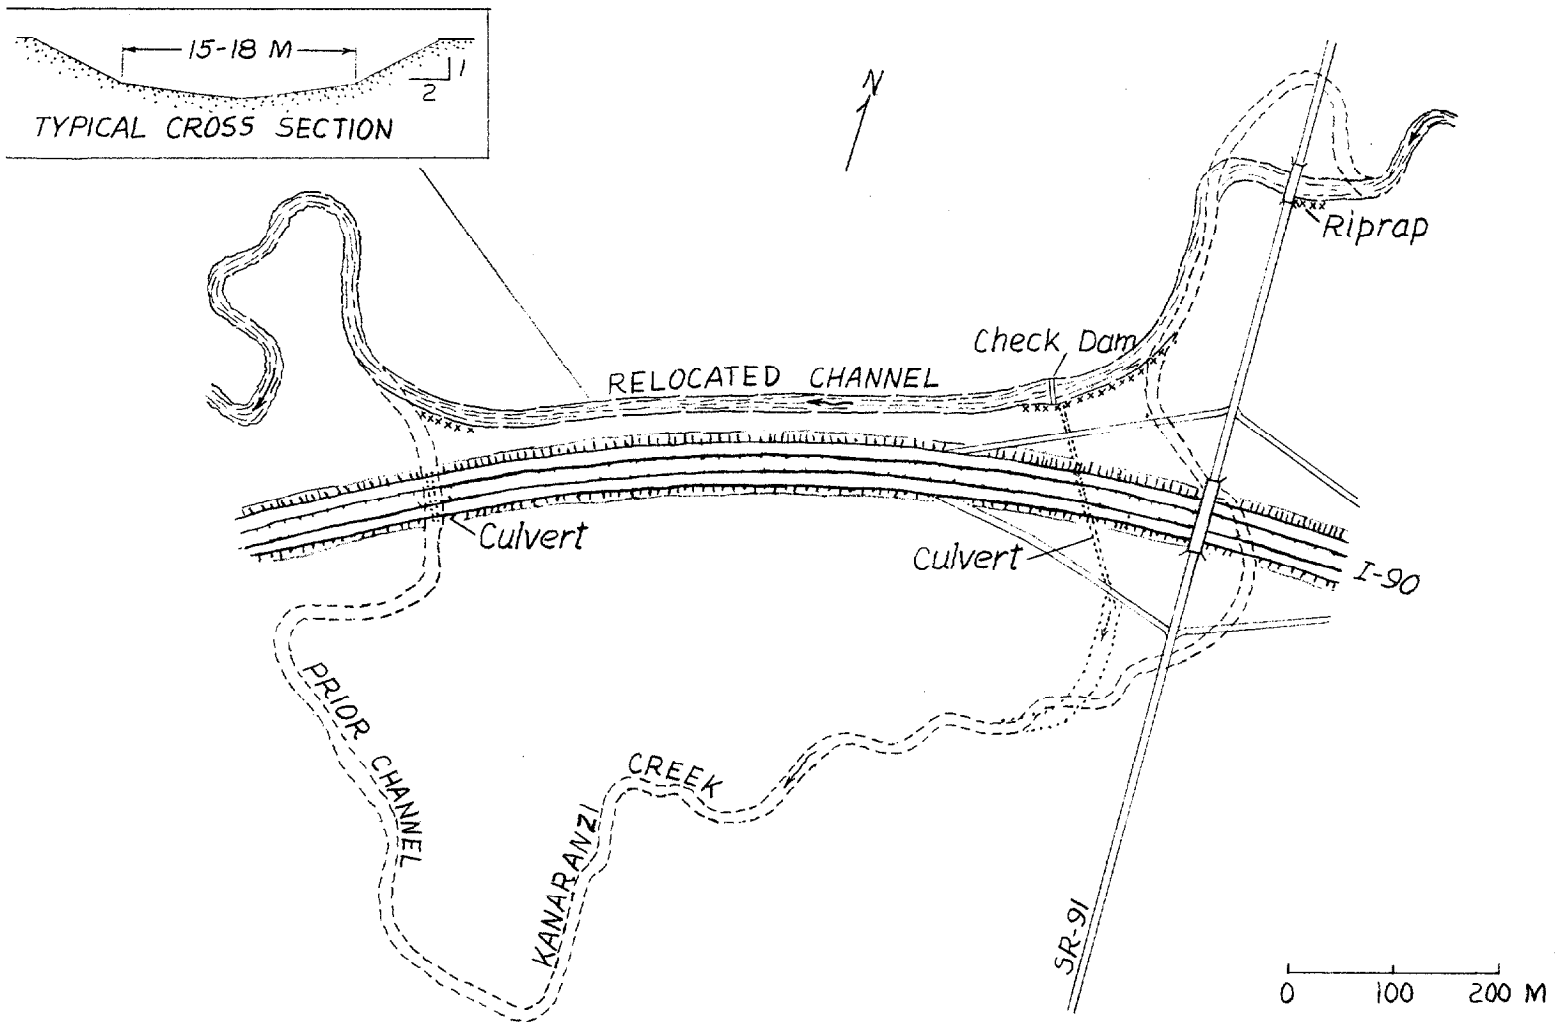 15-18 M
1
2
TYPICAL CROSS SECTION
N
Riprap
Check Dam
RELOCATED CHANNEL
Culvert
Culvert
I-90
PRIOR CHANNEL
CREEK
KANARANZI
SR-91
0 100 200 M